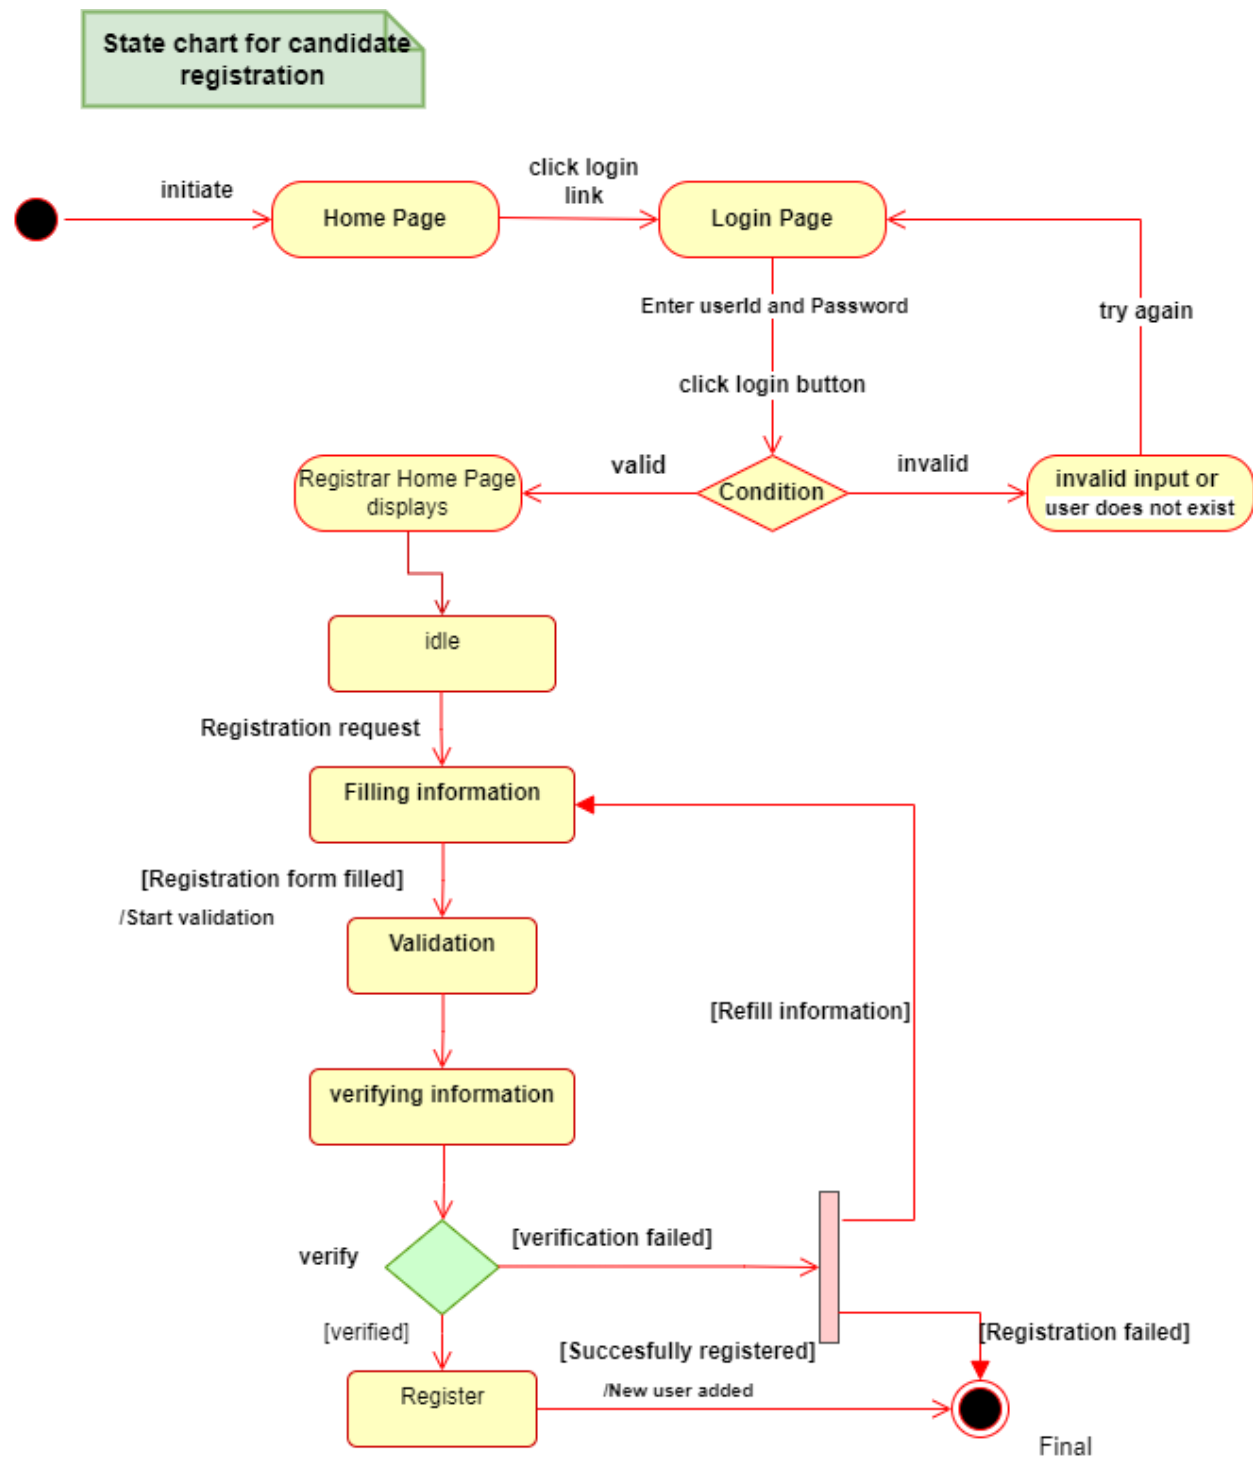 State chart for candidate
registration
initiate
Home Page
click login
link
Login Page
Enter userId and Password
try again
click login button
Registrar Home Page
displays
valid
Condition
invalid
invalid input or
user does not exist
idle
Registration request
Filling information
[Registration form filled]
/Start validation
Validation
[Refill information]
verifying information
verify
[verification failed]
[verified]
[Succesfully registered]
[Registration failed]
Register
/New user added
Final